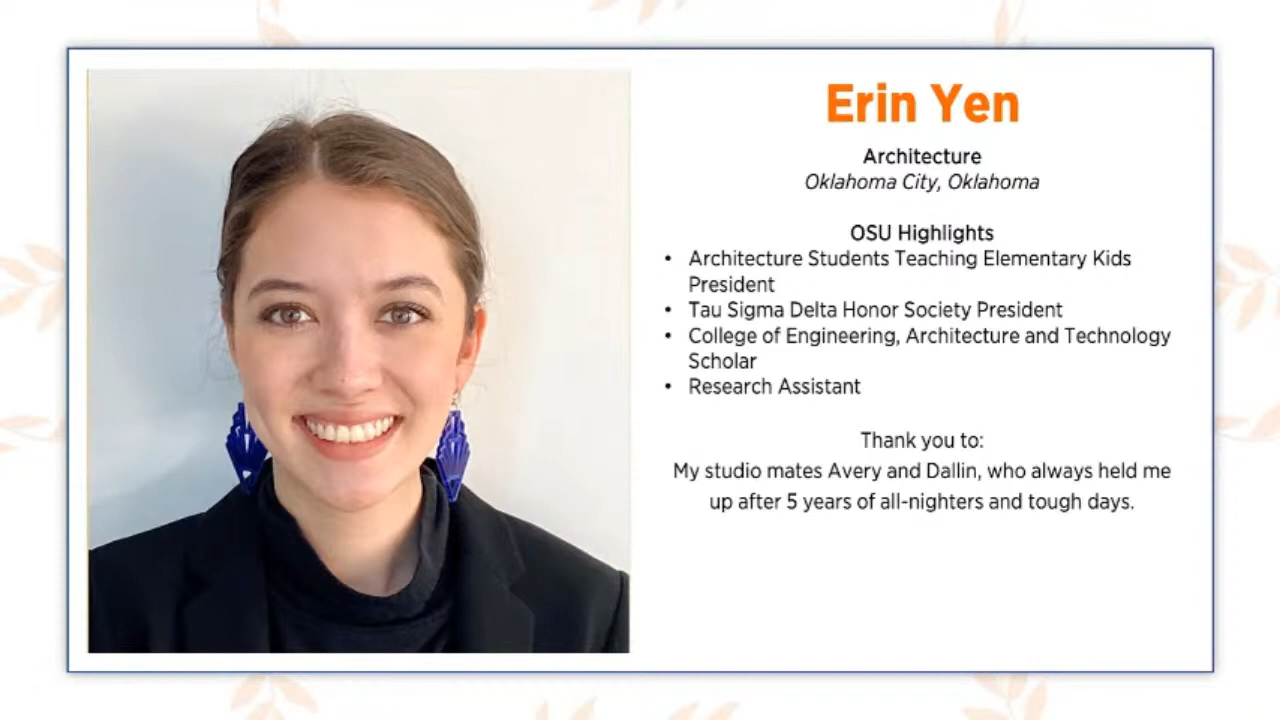 Erin Yen
Architecture
Oklahoma City, Oklahoma
OSU Highlights
• Architecture Students Teaching Elementary Kids
President
• Tau Sigma Delta Honor Society President
• College of Engineering, Architecture and Technology
Scholar
• Research Assistant
Thank you to:
My studio mates Avery and Dallin, who always held me
up after 5 years of all-nighters and tough days.